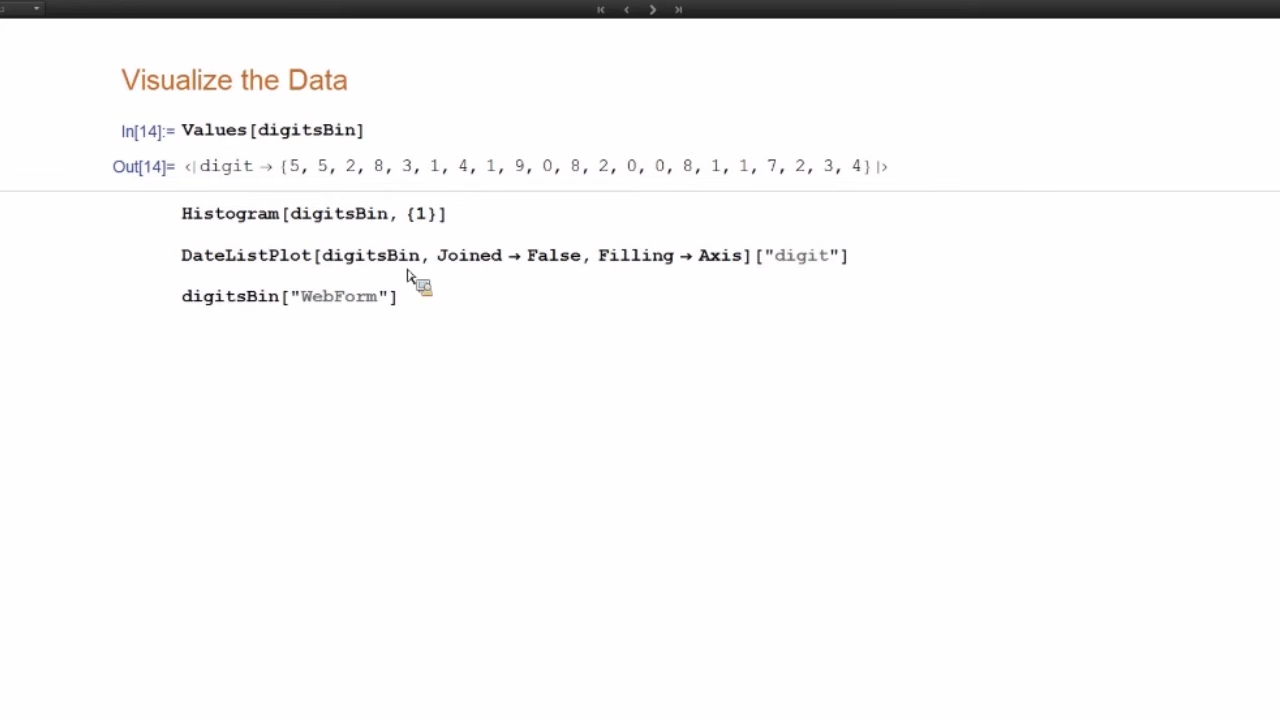 Visualize the Data
In[14]:= Values[digitsBin]
Out[14]= <|digit → {5, 5, 2, 8, 3, 1, 4, 1, 9, 0, 8, 2, 0, 0, 8, 1, 1, 7, 2, 3, 4}|>
Histogram[digitsBin, {1}]
DateListPlot[digitsBin, Joined → False, Filling → Axis]["digit"]
digitsBin["WebForm"]